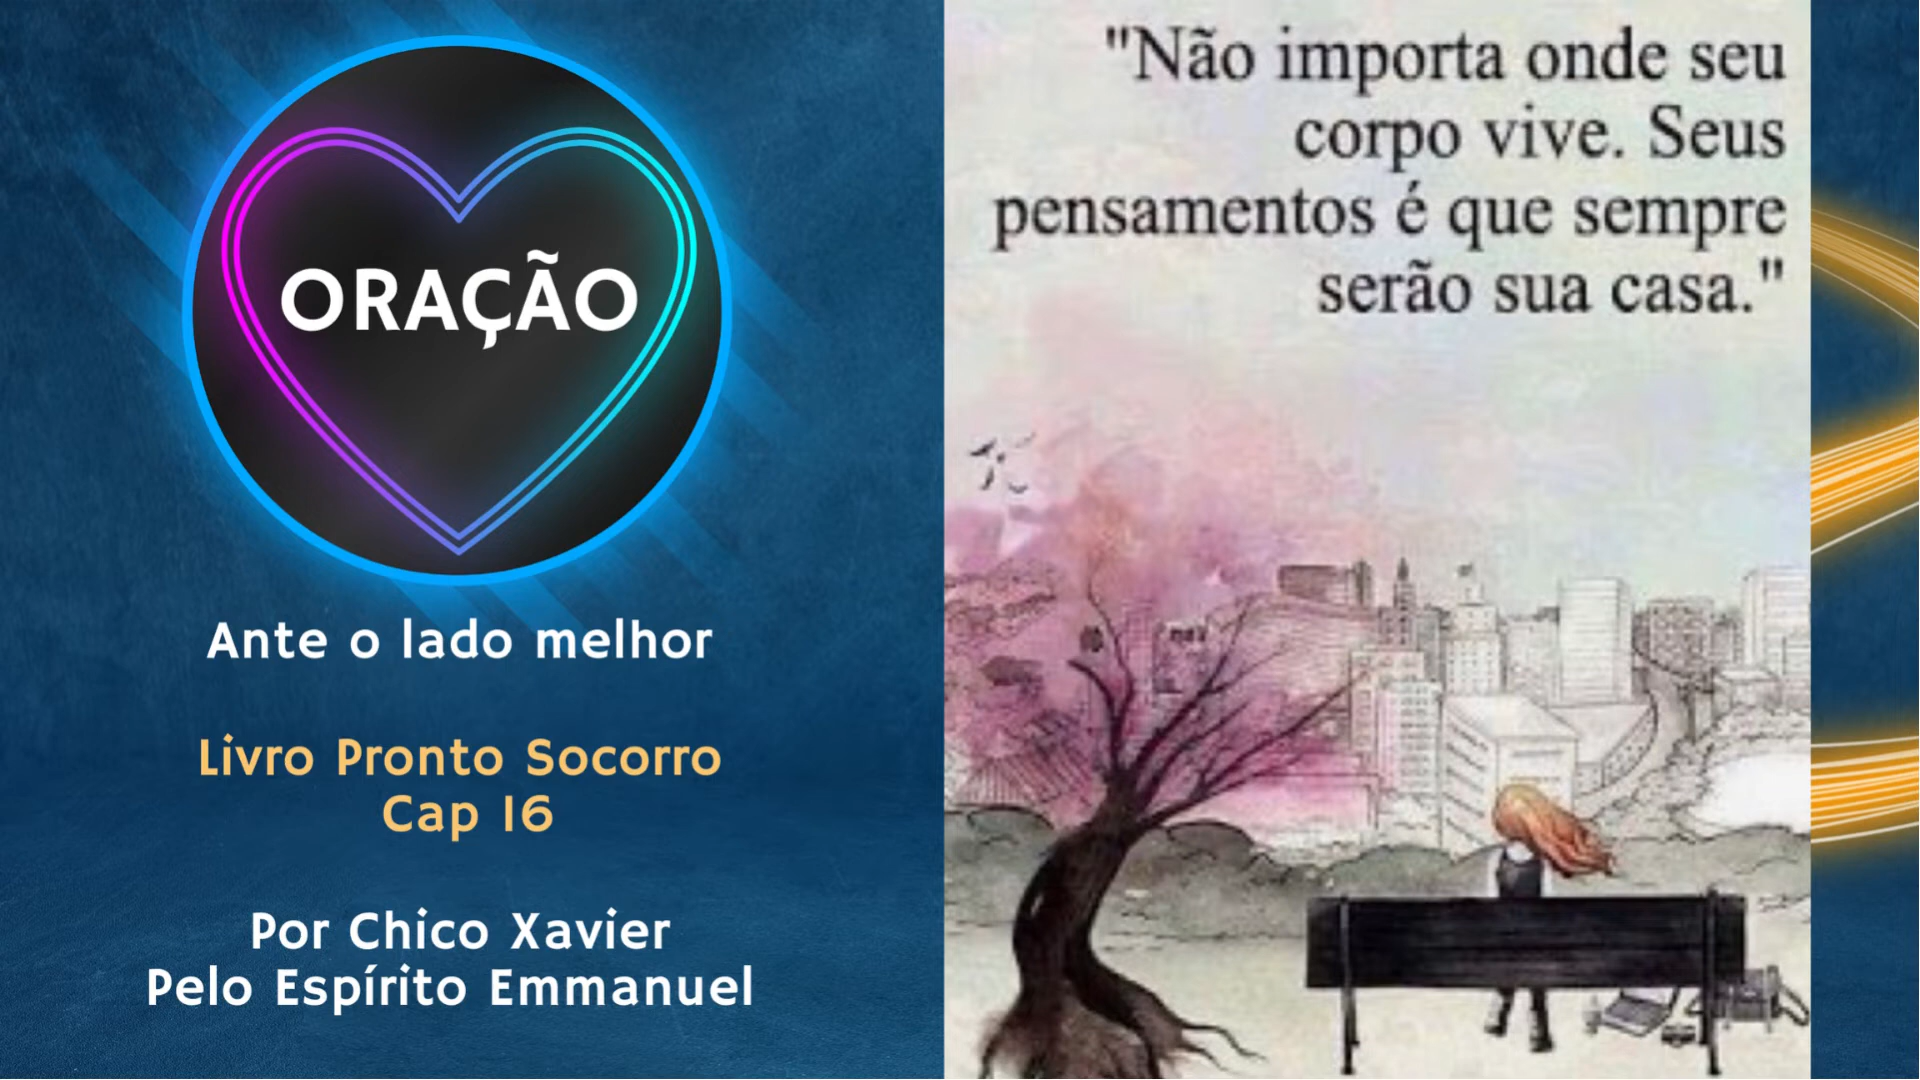 ORAÇÃO
Ante o lado melhor
Livro Pronto Socorro
Cap 16
Por Chico Xavier
Pelo Espírito Emmanuel
"Não importa onde seu
corpo vive. Seus
pensamentos é que sempre
serão sua casa."